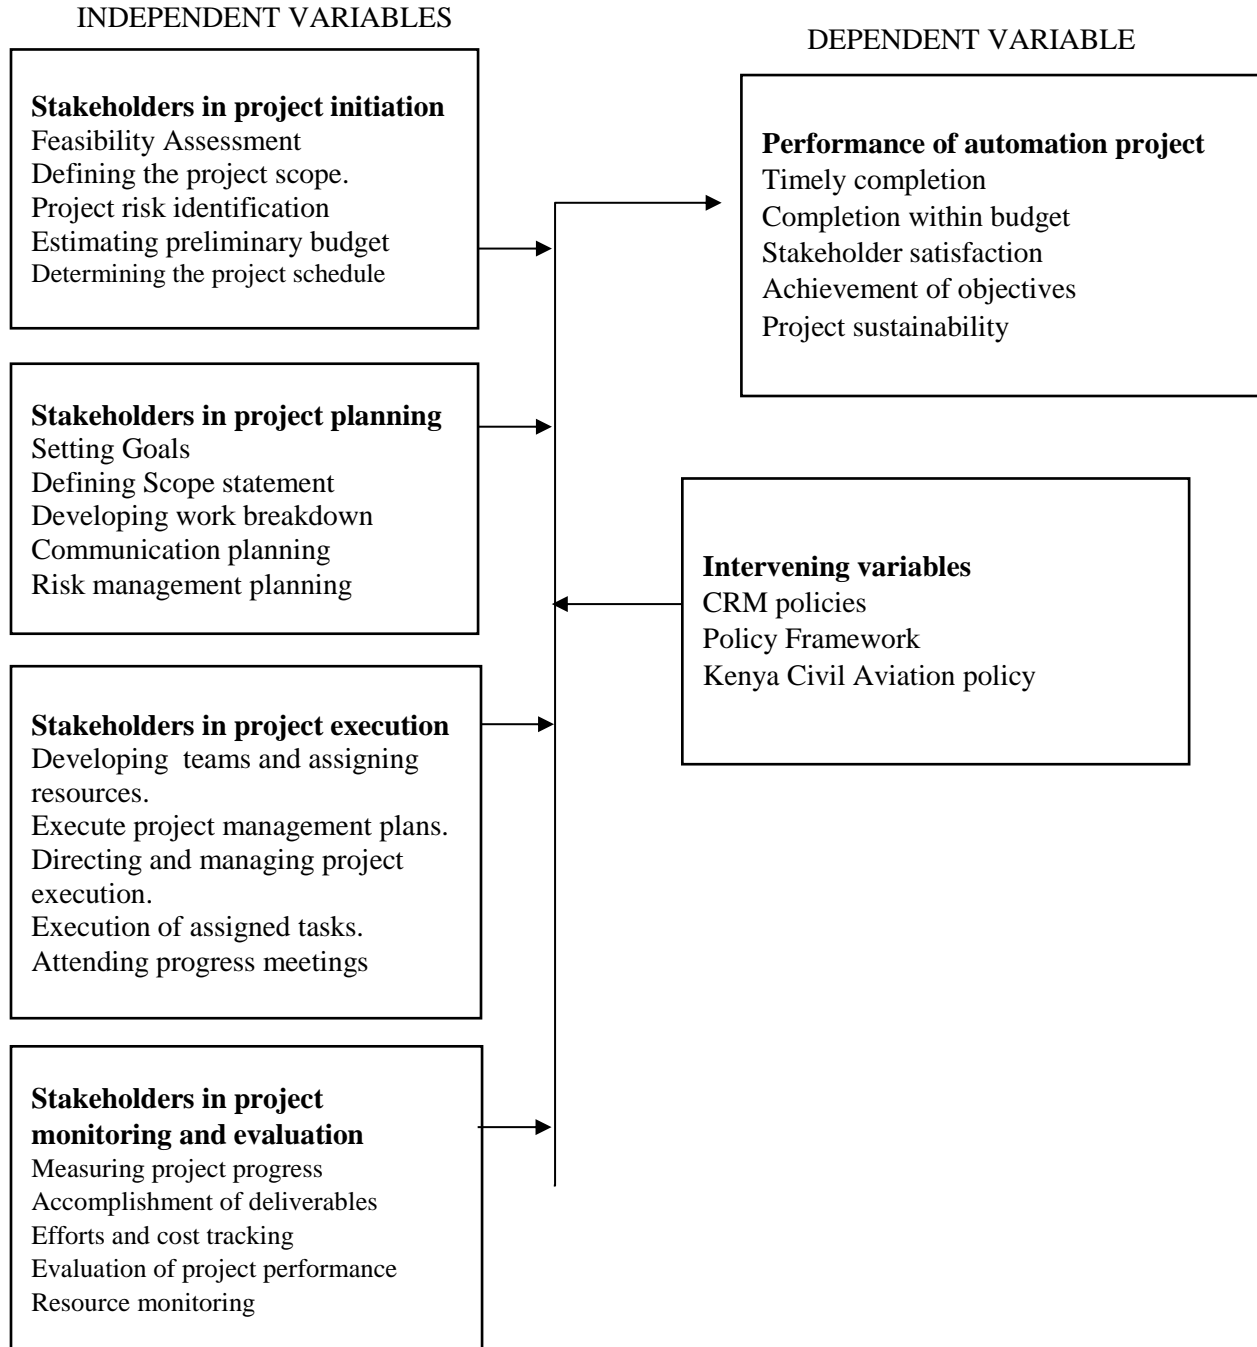 INDEPENDENT VARIABLES
DEPENDENT VARIABLE
Stakeholders in project initiation
Feasibility Assessment
Defining the project scope.
Project risk identification
Estimating preliminary budget
Determining the project schedule
Performance of automation project
Timely completion
Completion within budget
Stakeholder satisfaction
Achievement of objectives
Project sustainability
Stakeholders in project planning
Setting Goals
Defining Scope statement
Developing work breakdown
Communication planning
Risk management planning
Intervening variables
CRM policies
Policy Framework
Kenya Civil Aviation policy
Stakeholders in project execution
Developing  teams and assigning
resources.
Execute project management plans.
Directing and managing project
execution.
Execution of assigned tasks.
Attending progress meetings
Stakeholders in project
monitoring and evaluation
Measuring project progress
Accomplishment of deliverables
Efforts and cost tracking
Evaluation of project performance
Resource monitoring